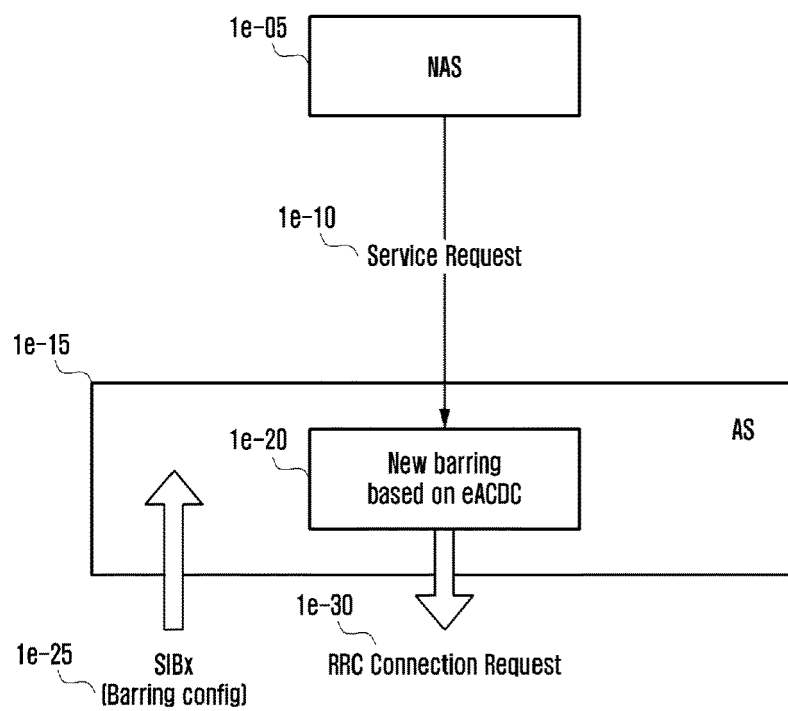 1e-05
NAS
1e-10
Service Request
1e-15
AS
1e-20
New barring
based on eACDC
1e-30
RRC Connection Request
1e-25
SIBx
(Barring config)